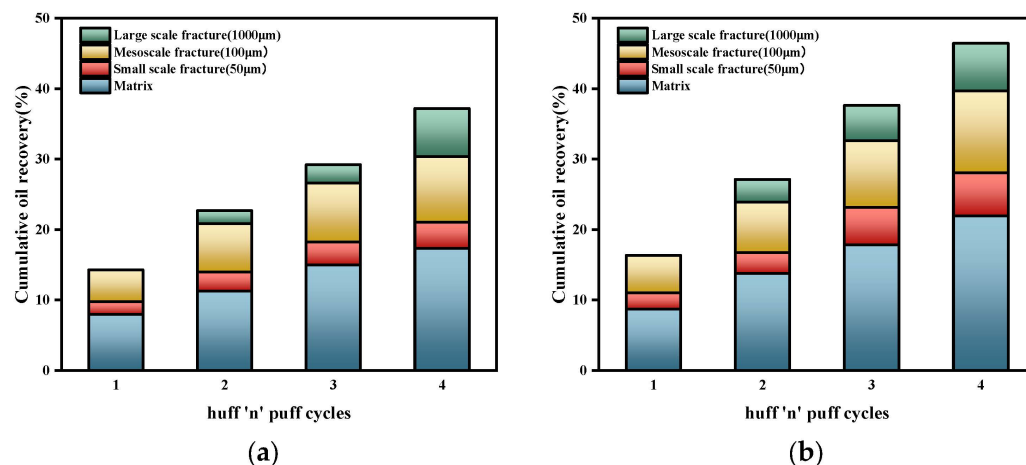 50
40
30
20
10
0
Cumulative oil recovery(%)
Large scale fracture(1000μm)
Mesoscale fracture(100μm）
Small scale fracture(50μm）
Matrix
1 2 3 4
huff 'n' puff cycles
(a)
50
40
30
20
10
0
Cumulative oil recovery(%)
Large scale fracture(1000μm)
Mesoscale fracture(100μm）
Small scale fracture(50μm）
Matrix
1 2 3 4
huff 'n' puff cycles
(b)